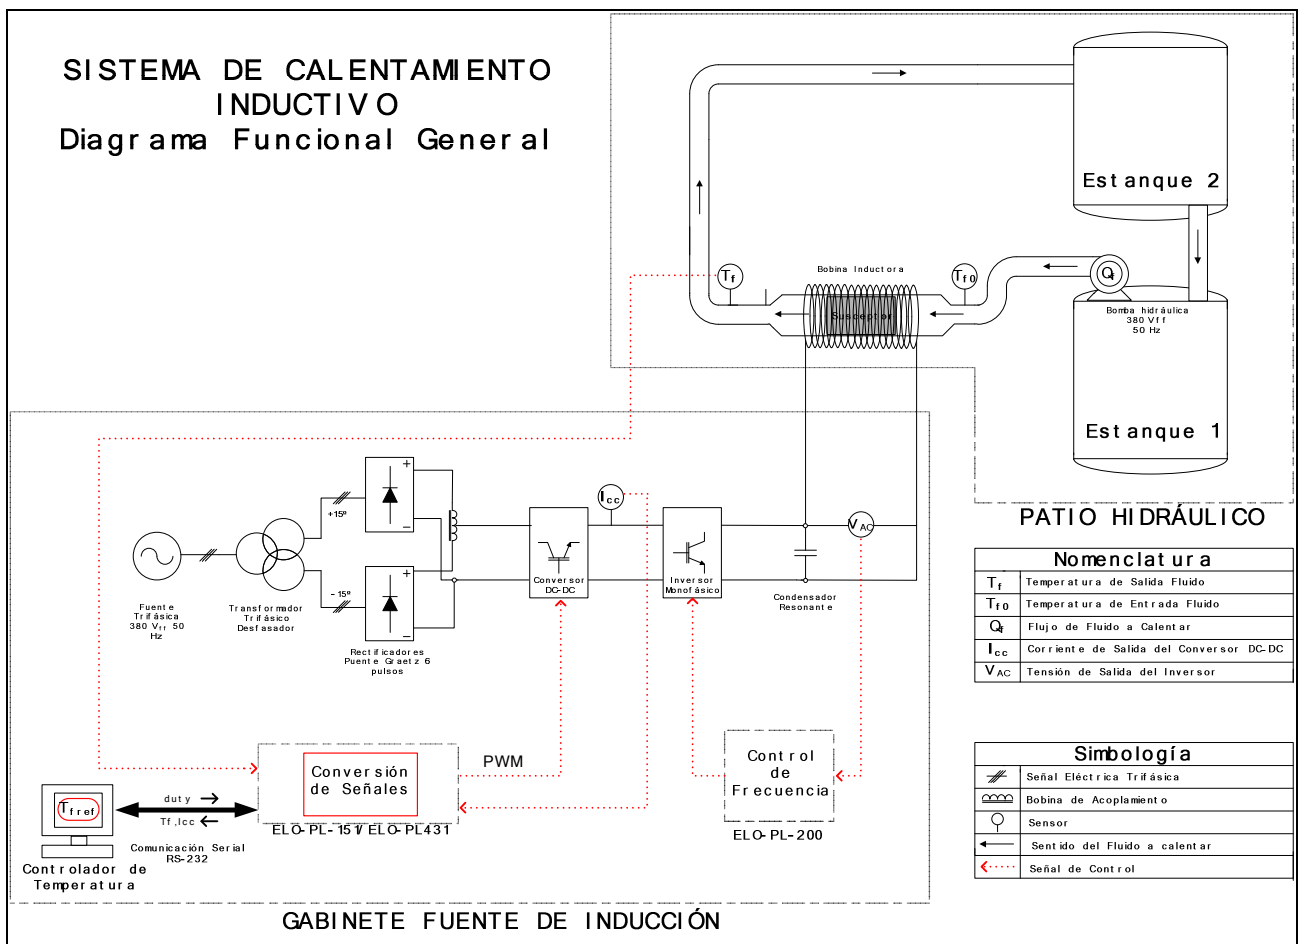 SISTEMA DE CALENTAMIENTO
INDUCTIVO
Diagrama Funcional General
Estanque 2
Tf
Bobina Inductora
Tf0
Qf
Susceptor
Bomba hidráulica
380 Vff
50 Hz
Estanque 1
PATIO HIDRÁULICO
+
-
+15º
Icc
VAC
+
-
-15º
Fuente
Trifásica
380 Vff 50
Hz
Transformador
Trifásico
Desfasador
Rectificadores
Puente Graetz 6
pulsos
Conversor
DC-DC
Inversor
Monofásico
Condensador
Resonante
Nomenclatura
Tf Temperatura de Salida Fluido
Tf0 Temperatura de Entrada Fluido
Qf Flujo de Fluido a Calentar
Icc Corriente de Salida del Conversor DC-DC
VAC Tensión de Salida del Inversor
Simbología
Señal Eléctrica Trifásica
Bobina de Acoplamiento
Sensor
Sentido del Fluido a calentar
Señal de Control
Conversión
de Señales
PWM
ELO-PL-151/ELO-PL431
Control
de
Frecuencia
ELO-PL-200
Tfref
duty
Tf,Icc
Comunicación Serial
RS-232
Controlador de
Temperatura
GABINETE FUENTE DE INDUCCIÓN